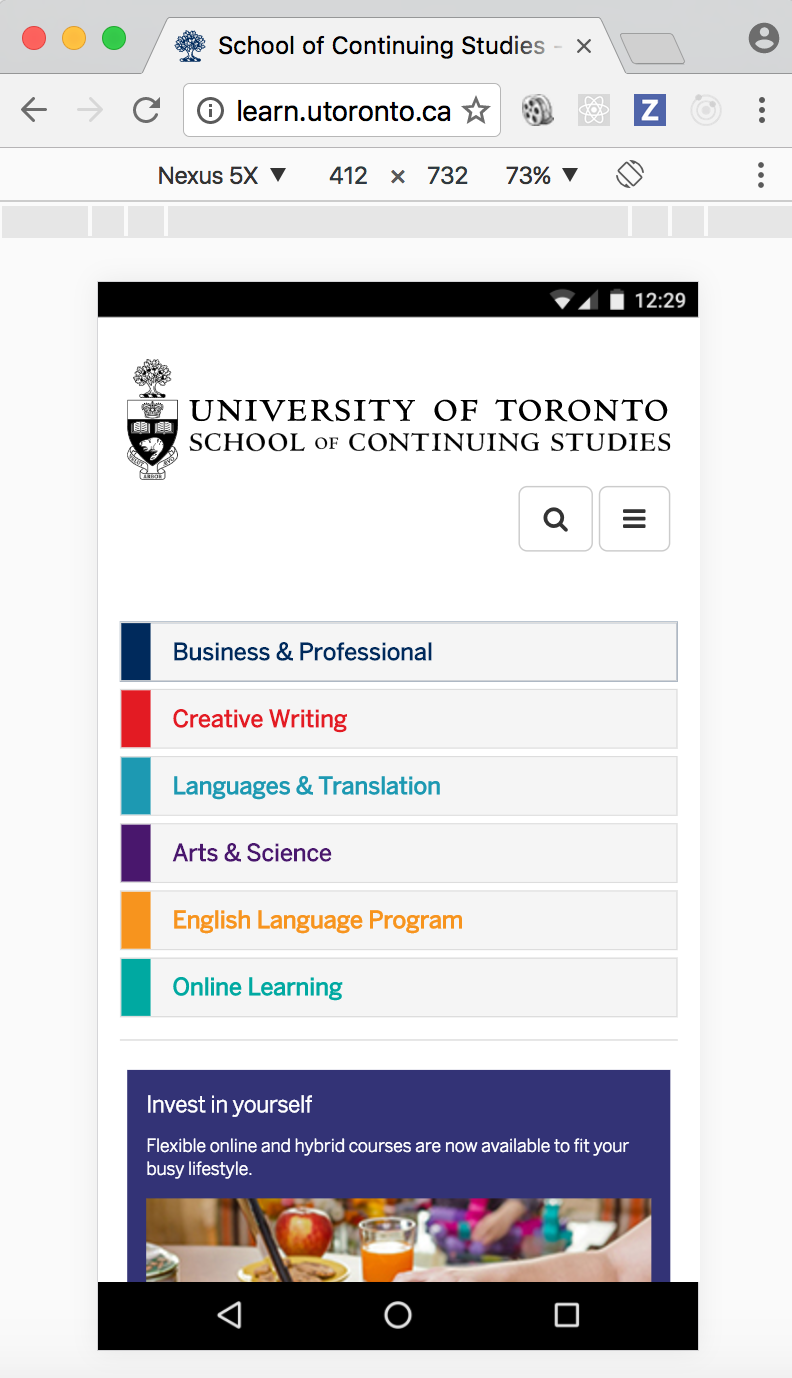 School of Continuing Studies -
learn.utoronto.ca
Z
Nexus 5X 412 × 732 73%
12:29
UNIVERSITY OF TORONTO
SCHOOL OF CONTINUING STUDIES
Business & Professional
Creative Writing
Languages & Translation
Arts & Science
English Language Program
Online Learning
Invest in yourself
Flexible online and hybrid courses are now available to fit your
busy lifestyle.